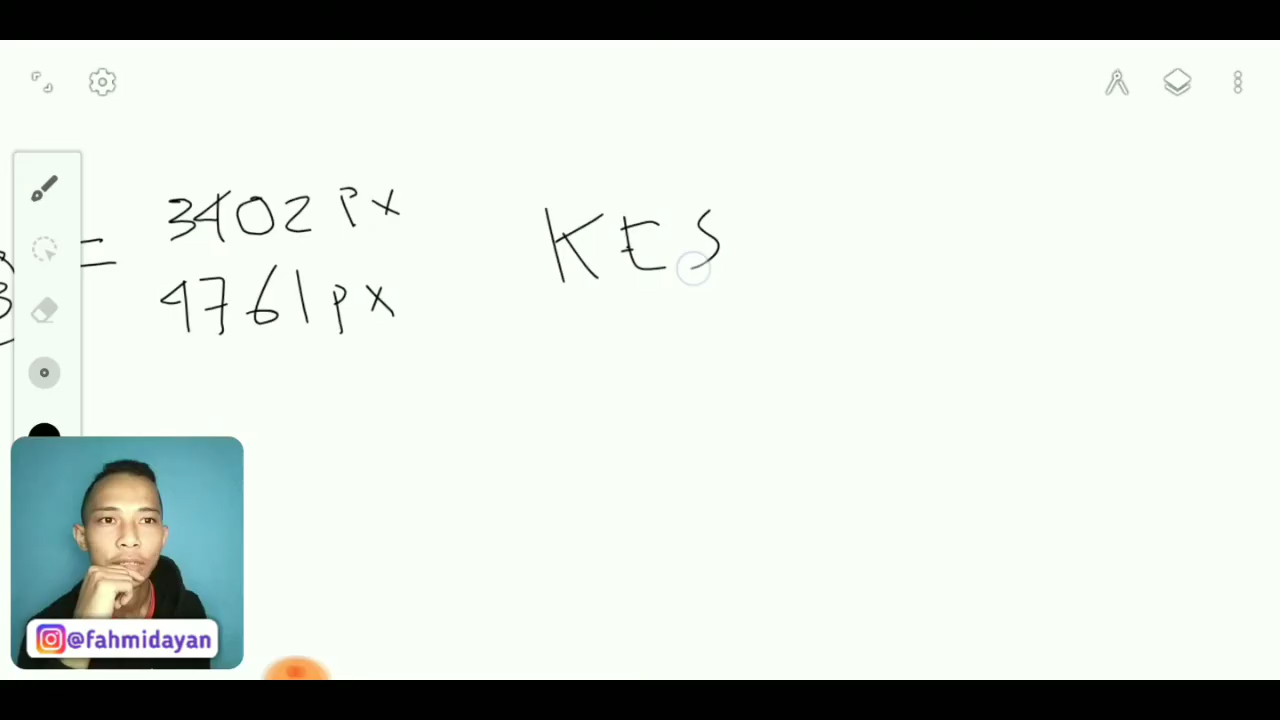 = 3402 px
4761 px
KES
@fahmidayan